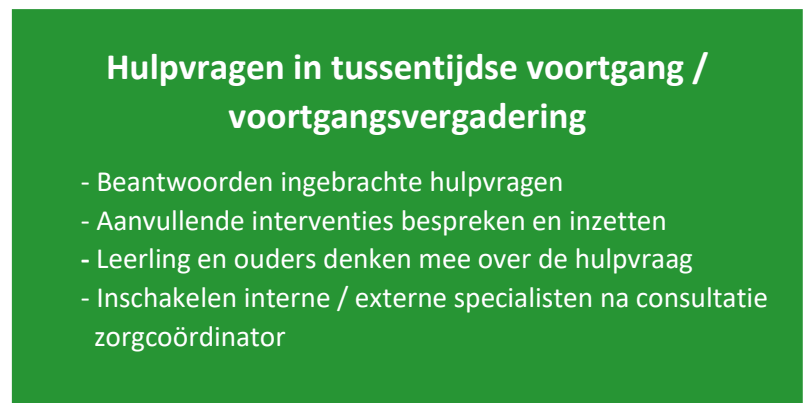 Hulpvragen in tussentijdse voortgang /
voortgangsvergadering
- Beantwoorden ingebrachte hulpvragen
- Aanvullende interventies bespreken en inzetten
- Leerling en ouders denken mee over de hulpvraag
- Inschakelen interne / externe specialisten na consultatie
zorgcoördinator